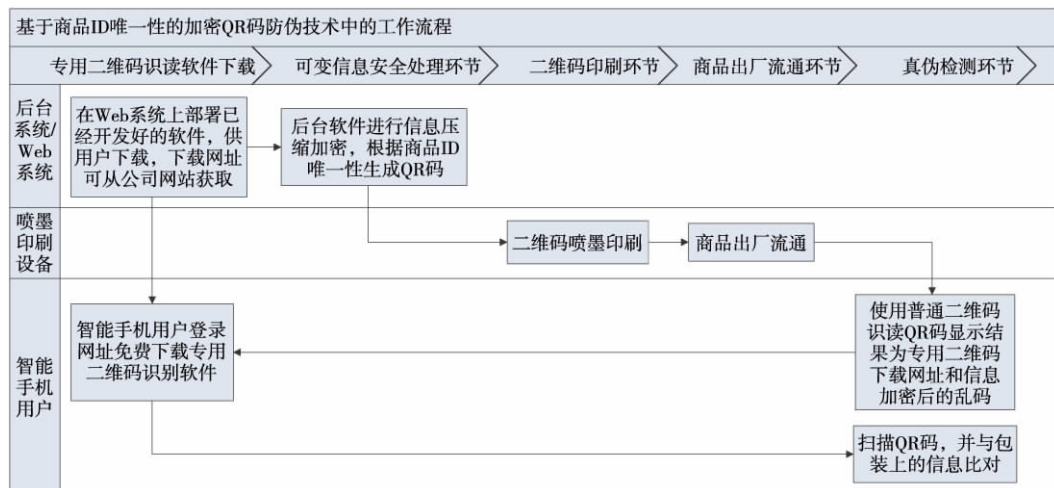 基于商品ID唯一性的加密QR码防伪技术中的工作流程
专用二维码识读软件下载
可变信息安全处理环节
二维码印刷环节
商品出厂流通环节
真伪检测环节
后台
系统/
Web
系统
在Web系统上部署已
经开发好的软件，供
用户下载，下载网址
可从公司网站获取
后台软件进行信息压
缩加密，根据商品ID
唯一性生成QR码
喷墨
印刷
设备
二维码喷墨印刷
商品出厂流通
智能
手机
用户
智能手机用户登录
网址免费下载专用
二维码识别软件
使用普通二维码
识读QR码显示结
果为专用二维码
下载网址和信息
加密后的乱码
扫描QR码，并与包
装上的信息比对